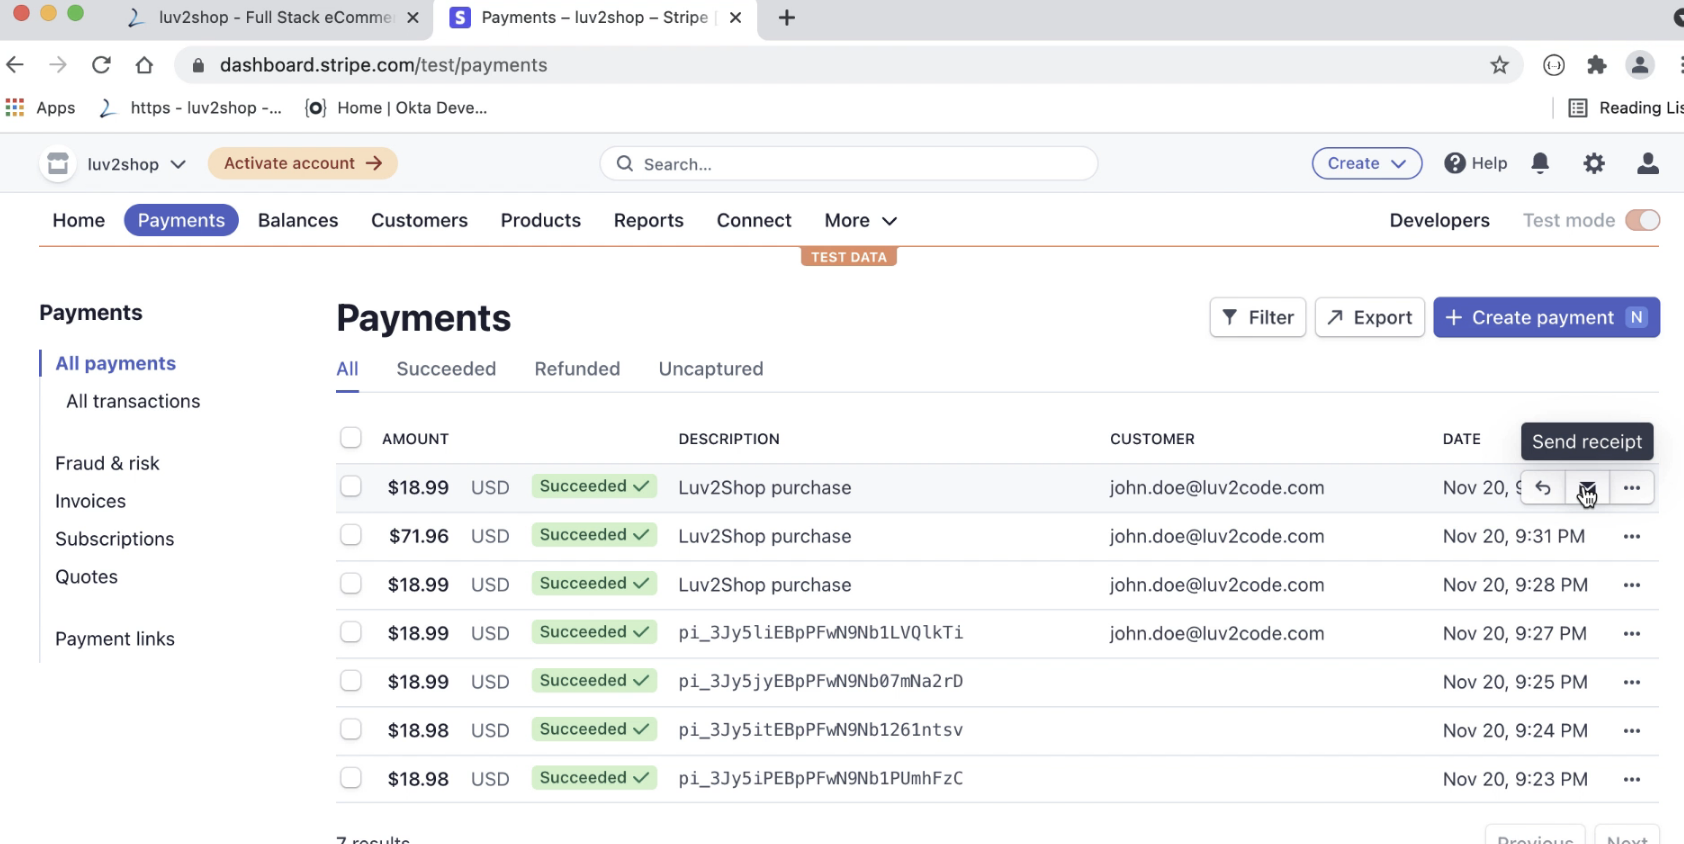 luv2shop - Full Stack eComme
Payments – luv2shop – Stripe
dashboard.stripe.com/test/payments
Apps
https - luv2shop -...
Home | Okta Deve...
Reading Lis
luv2shop
Activate account →
Search...
Create
Help
Home
Payments
Balances
Customers
Products
Reports
Connect
More
Developers
Test mode
TEST DATA
Payments
All payments
All transactions
Fraud & risk
Invoices
Subscriptions
Quotes
Payment links
Payments
Filter
Export
+ Create payment N
All
Succeeded
Refunded
Uncaptured
AMOUNT DESCRIPTION CUSTOMER DATE
Send receipt
$18.99 USD Succeeded ✓ Luv2Shop purchase john.doe@luv2code.com Nov 20, 9
$71.96 USD Succeeded ✓ Luv2Shop purchase john.doe@luv2code.com Nov 20, 9:31 PM
$18.99 USD Succeeded ✓ Luv2Shop purchase john.doe@luv2code.com Nov 20, 9:28 PM
$18.99 USD Succeeded ✓ pi_3Jy5liEBpPFwN9Nb1LVQlkTi john.doe@luv2code.com Nov 20, 9:27 PM
$18.99 USD Succeeded ✓ pi_3Jy5jyEBpPFwN9Nb07mNa2rD Nov 20, 9:25 PM
$18.98 USD Succeeded ✓ pi_3Jy5itEBpPFwN9Nb1261ntsv Nov 20, 9:24 PM
$18.98 USD Succeeded ✓ pi_3Jy5iPEBpPFwN9Nb1PUmhFzC Nov 20, 9:23 PM
7 results
Previous
Next